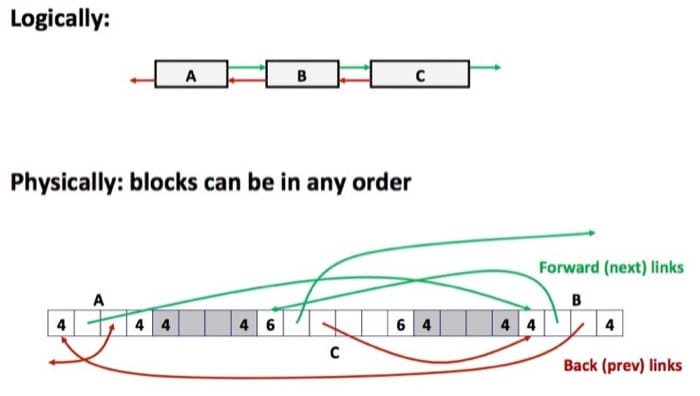 Logically:
A B C
Physically: blocks can be in any order
Forward (next) links
A B
4 4 4 4 6 6 4 4 4 4
C
Back (prev) links